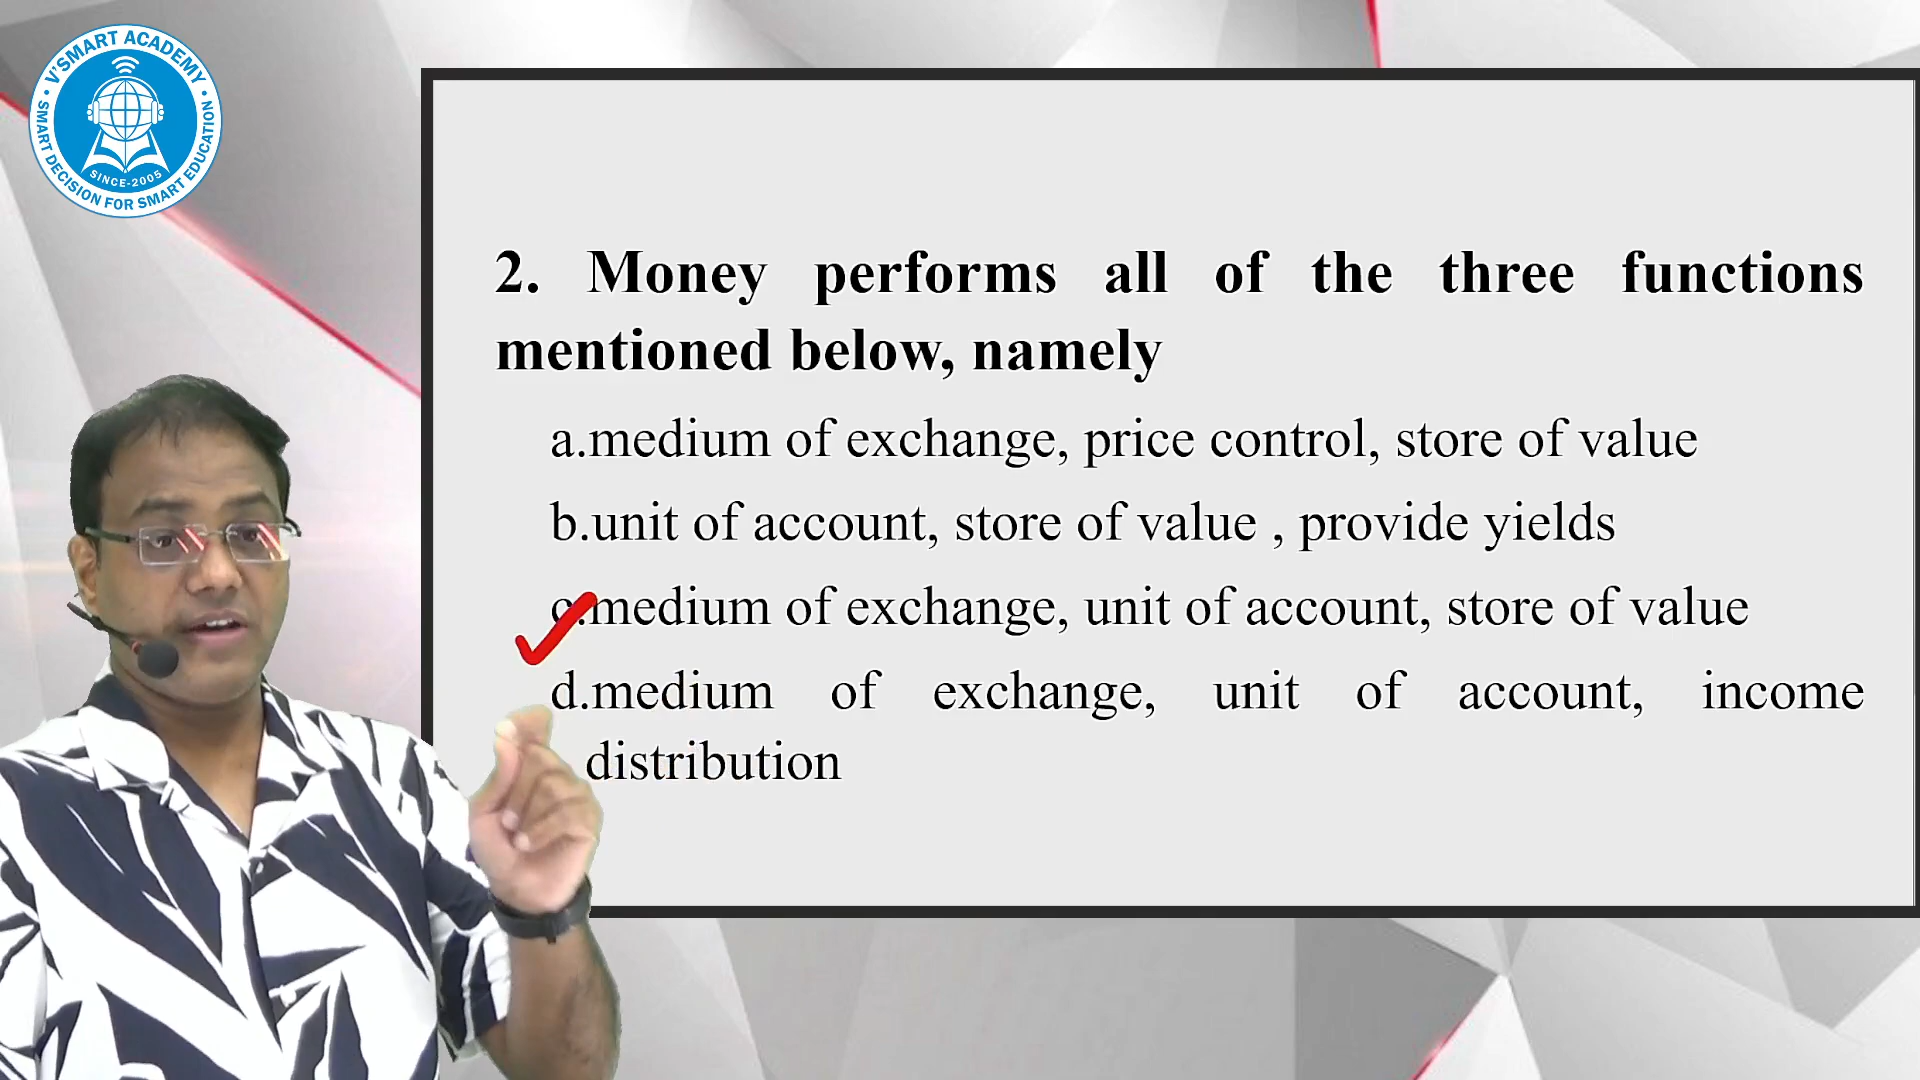 V'SMART ACADEMY
SMART DECISION FOR SMART EDUCATION
SINCE-2005
2. Money performs all of the three functions
mentioned below, namely
a.medium of exchange, price control, store of value
b.unit of account, store of value , provide yields
c.medium of exchange, unit of account, store of value
d.medium of exchange, unit of account, income
distribution